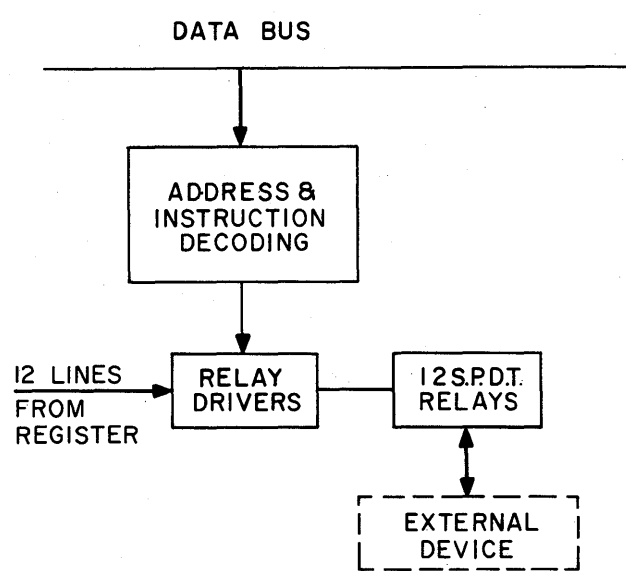 DATA BUS
ADDRESS &
INSTRUCTION
DECODING
12 LINES
FROM
REGISTER
RELAY
DRIVERS
12 S.P.D.T.
RELAYS
EXTERNAL
DEVICE